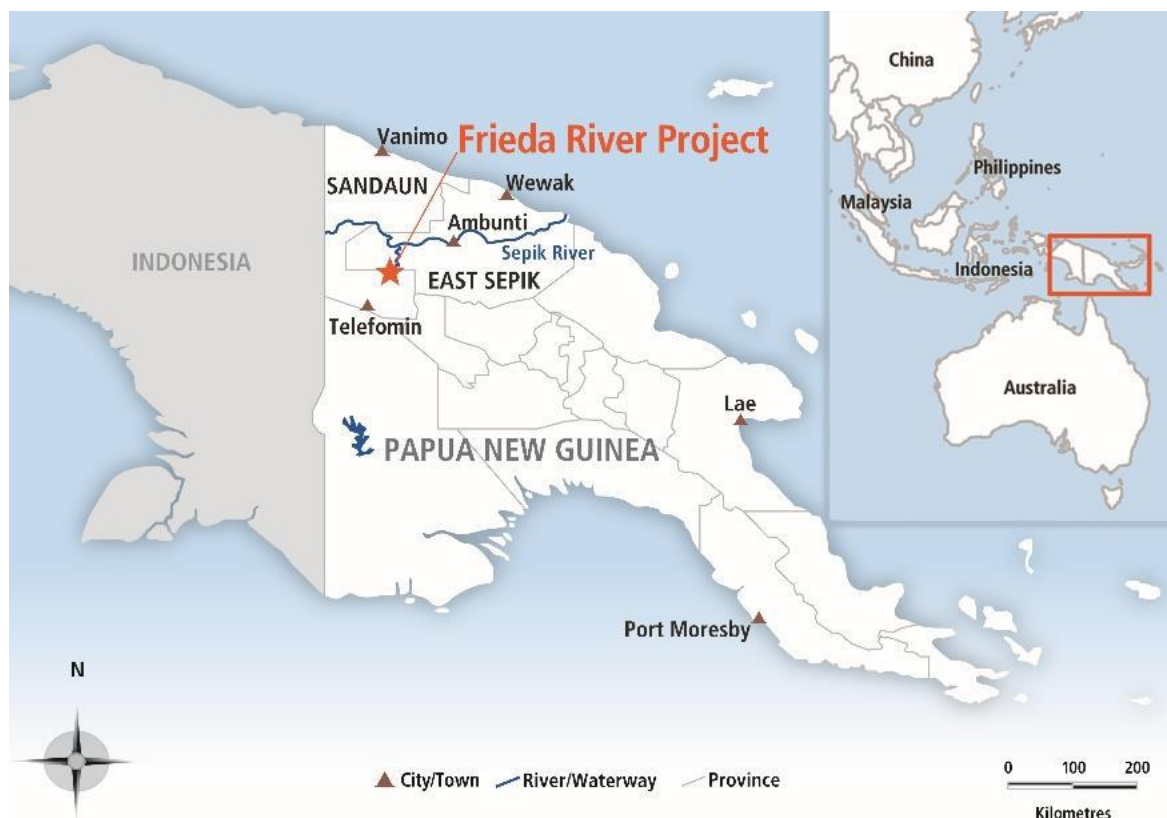 Vanimo
Frieda River Project
SANDAUN
Wewak
Ambunti
Sepik River
INDONESIA
EAST SEPIK
Telefomin
Lae
PAPUA NEW GUINEA
Port Moresby
China
Philippines
Malaysia
Indonesia
Australia
N
City/Town
River/Waterway
Province
0 100 200
Kilometres